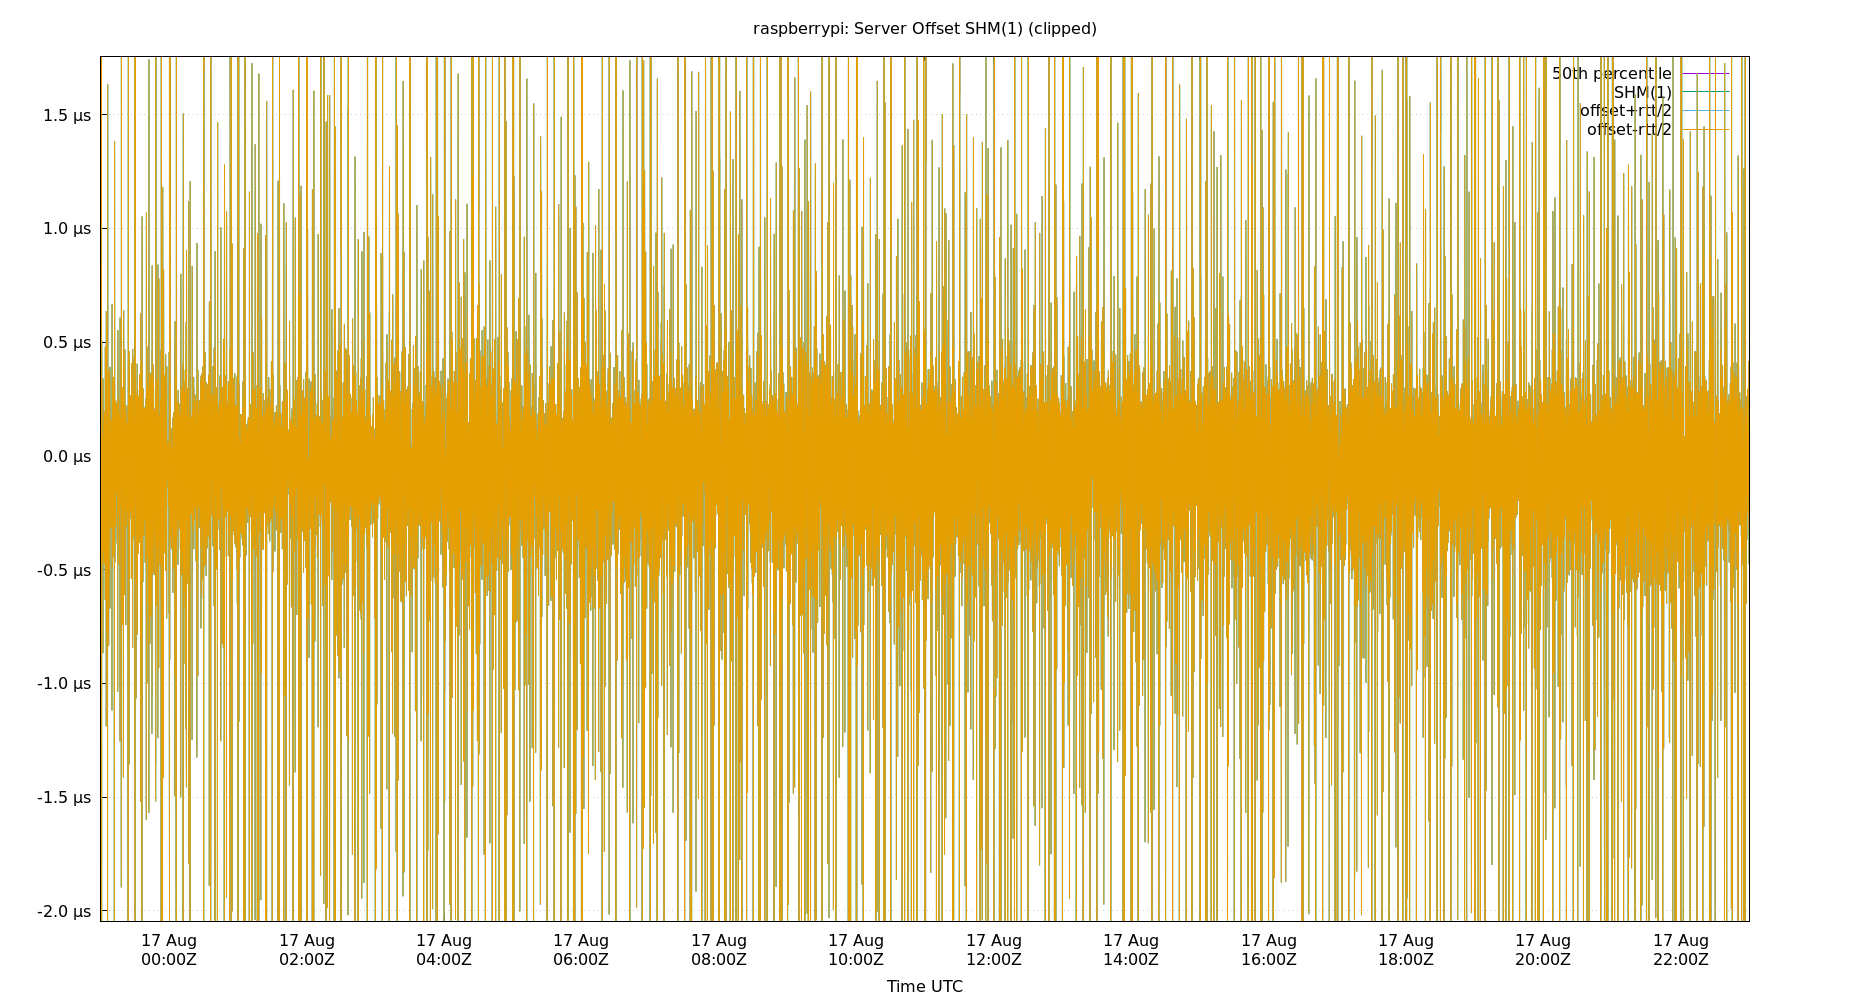 raspberrypi: Server Offset SHM(1) (clipped)
50th percentile
SHM(1)
offset+rtt/2
offset-rtt/2
1.5 µs
1.0 µs
0.5 µs
0.0 µs
-0.5 µs
-1.0 µs
-1.5 µs
-2.0 µs
17 Aug 17 Aug 17 Aug 17 Aug 17 Aug 17 Aug 17 Aug 17 Aug 17 Aug 17 Aug 17 Aug 17 Aug
00:00Z 02:00Z 04:00Z 06:00Z 08:00Z 10:00Z 12:00Z 14:00Z 16:00Z 18:00Z 20:00Z 22:00Z
Time UTC